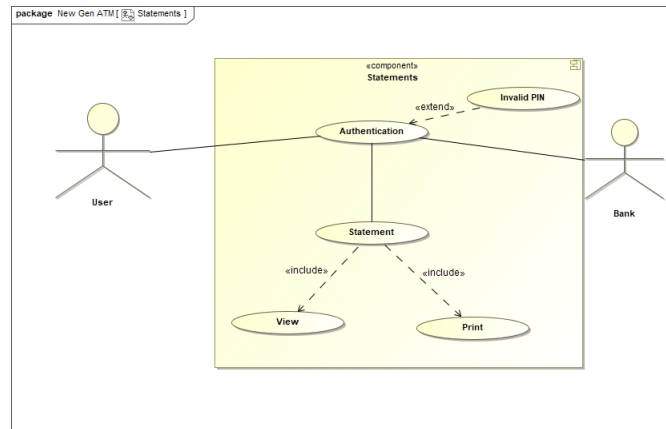 package New Gen ATM [ Statements ]
«component»
Statements
Invalid PIN
«extend»
Authentication
User
Bank
Statement
«include»
«include»
View
Print